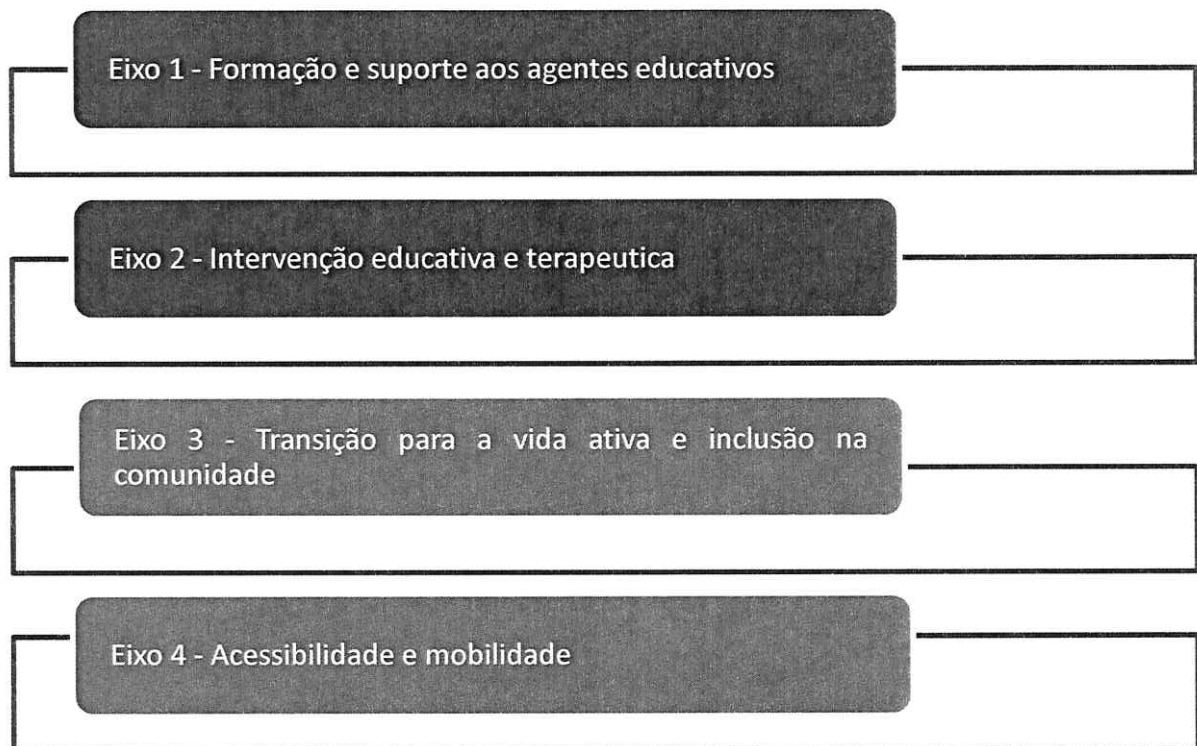 Eixo 1 - Formação e suporte aos agentes educativos
Eixo 2 - Intervenção educativa e terapeutica
Eixo 3 - Transição para a vida ativa e inclusão na
comunidade
Eixo 4 - Acessibilidade e mobilidade